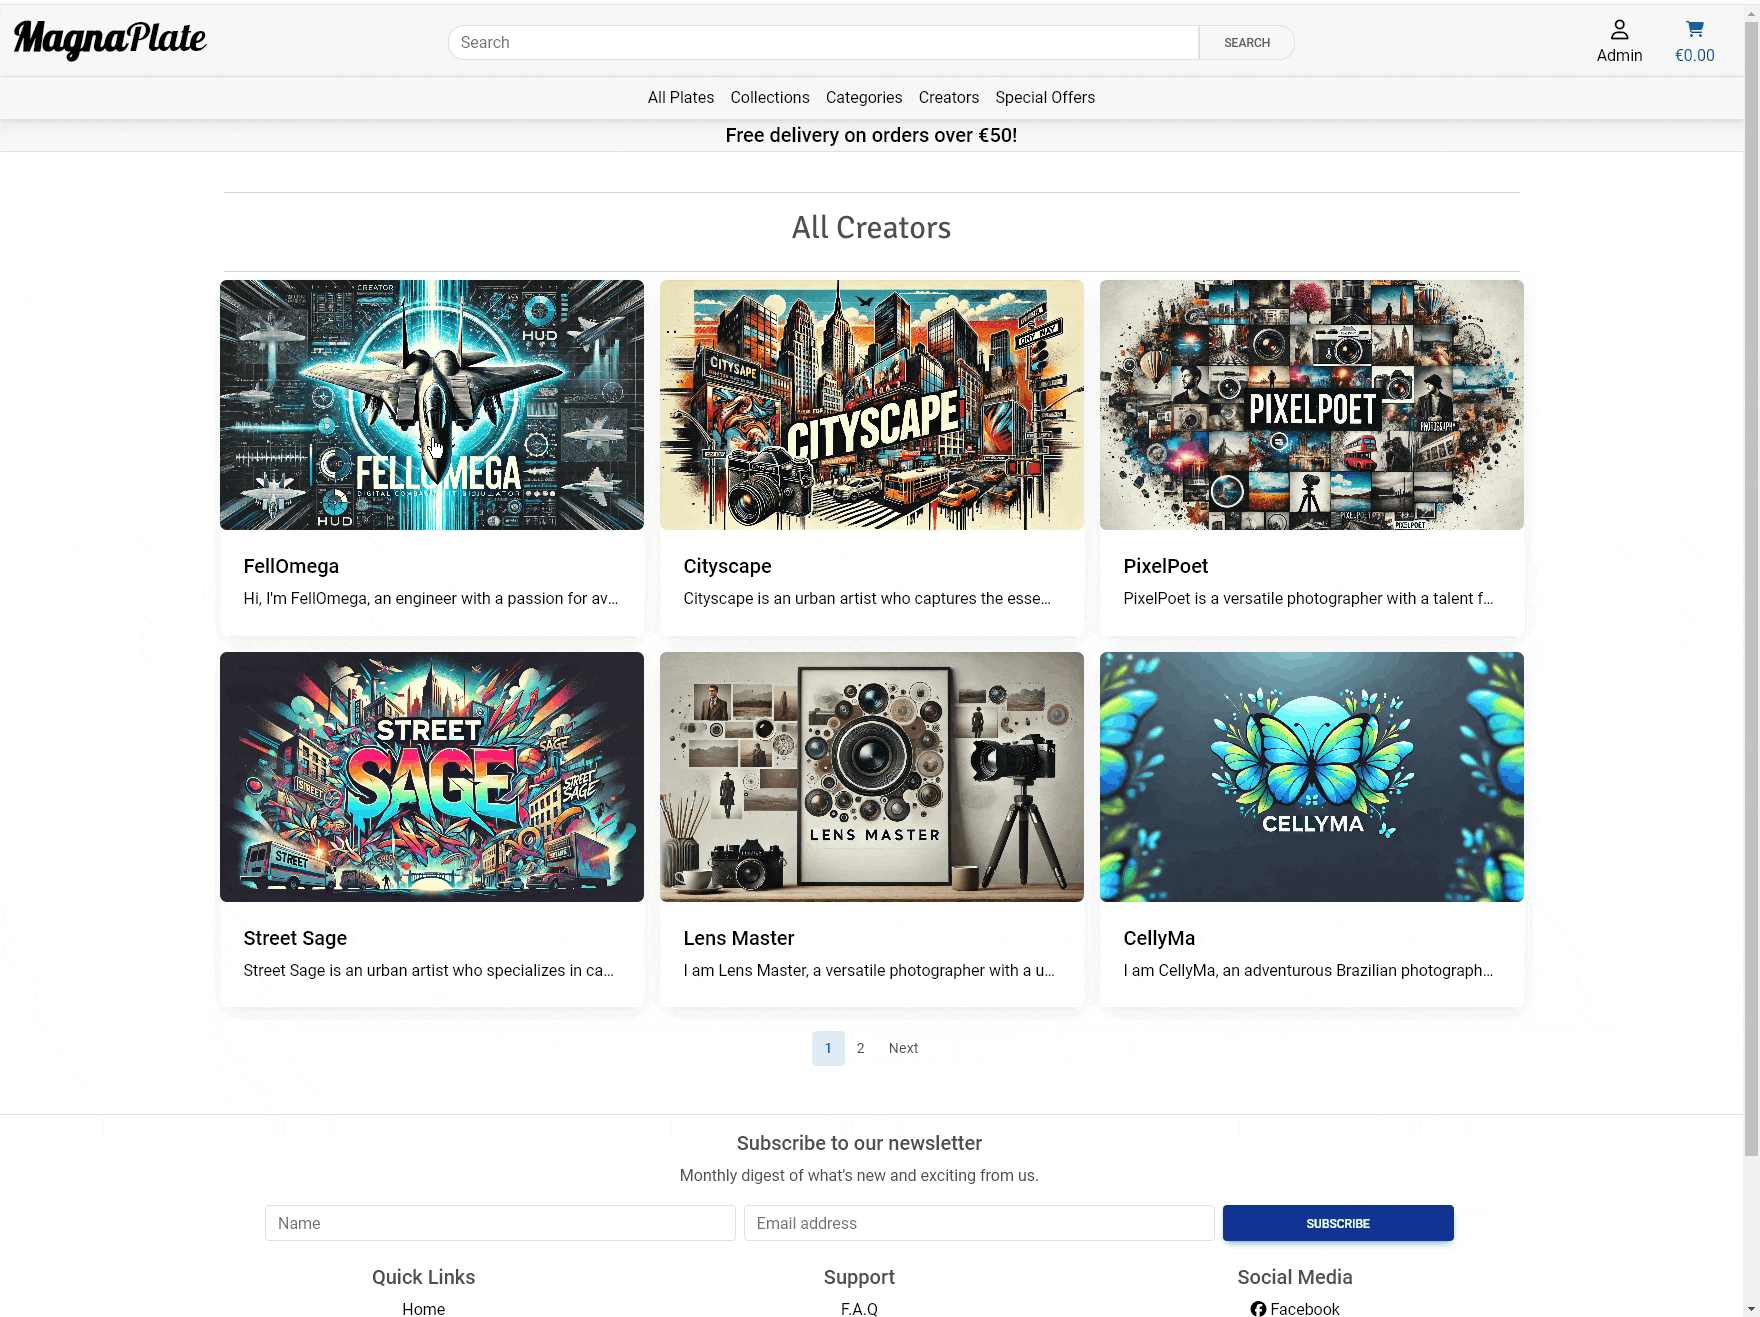 MagnaPlate
Search
SEARCH
Admin
€0.00
All Plates
Collections
Categories
Creators
Special Offers
Free delivery on orders over €50!
All Creators
CREATOR
HUD
FELLOMEGA
HUD
CITYSAPE
CITYSCAPE
PIXELPOET
PHOTOGRAPHY
PIXELPOET
FellOmega
Hi, I'm FellOmega, an engineer with a passion for av...
Cityscape
Cityscape is an urban artist who captures the esse...
PixelPoet
PixelPoet is a versatile photographer with a talent f...
STREET
SAGE
SAGE
STREET
SAGE
STREET
STREET
LENS MASTER
CELLYMA
Street Sage
Street Sage is an urban artist who specializes in ca...
Lens Master
I am Lens Master, a versatile photographer with a u...
CellyMa
I am CellyMa, an adventurous Brazilian photograph...
1
2
Next
Subscribe to our newsletter
Monthly digest of what's new and exciting from us.
Name
Email address
SUBSCRIBE
Quick Links
Support
Social Media
Home
F.A.Q
Facebook